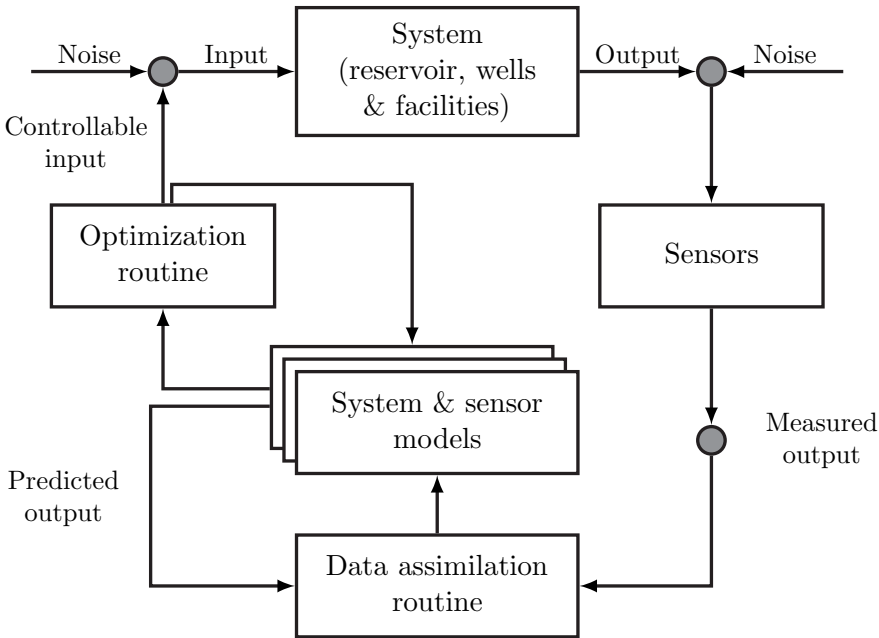 Noise
Input
System
(reservoir, wells
& facilities)
Output
Noise
Controllable
input
Optimization
routine
Sensors
System & sensor
models
Measured
output
Predicted
output
Data assimilation
routine